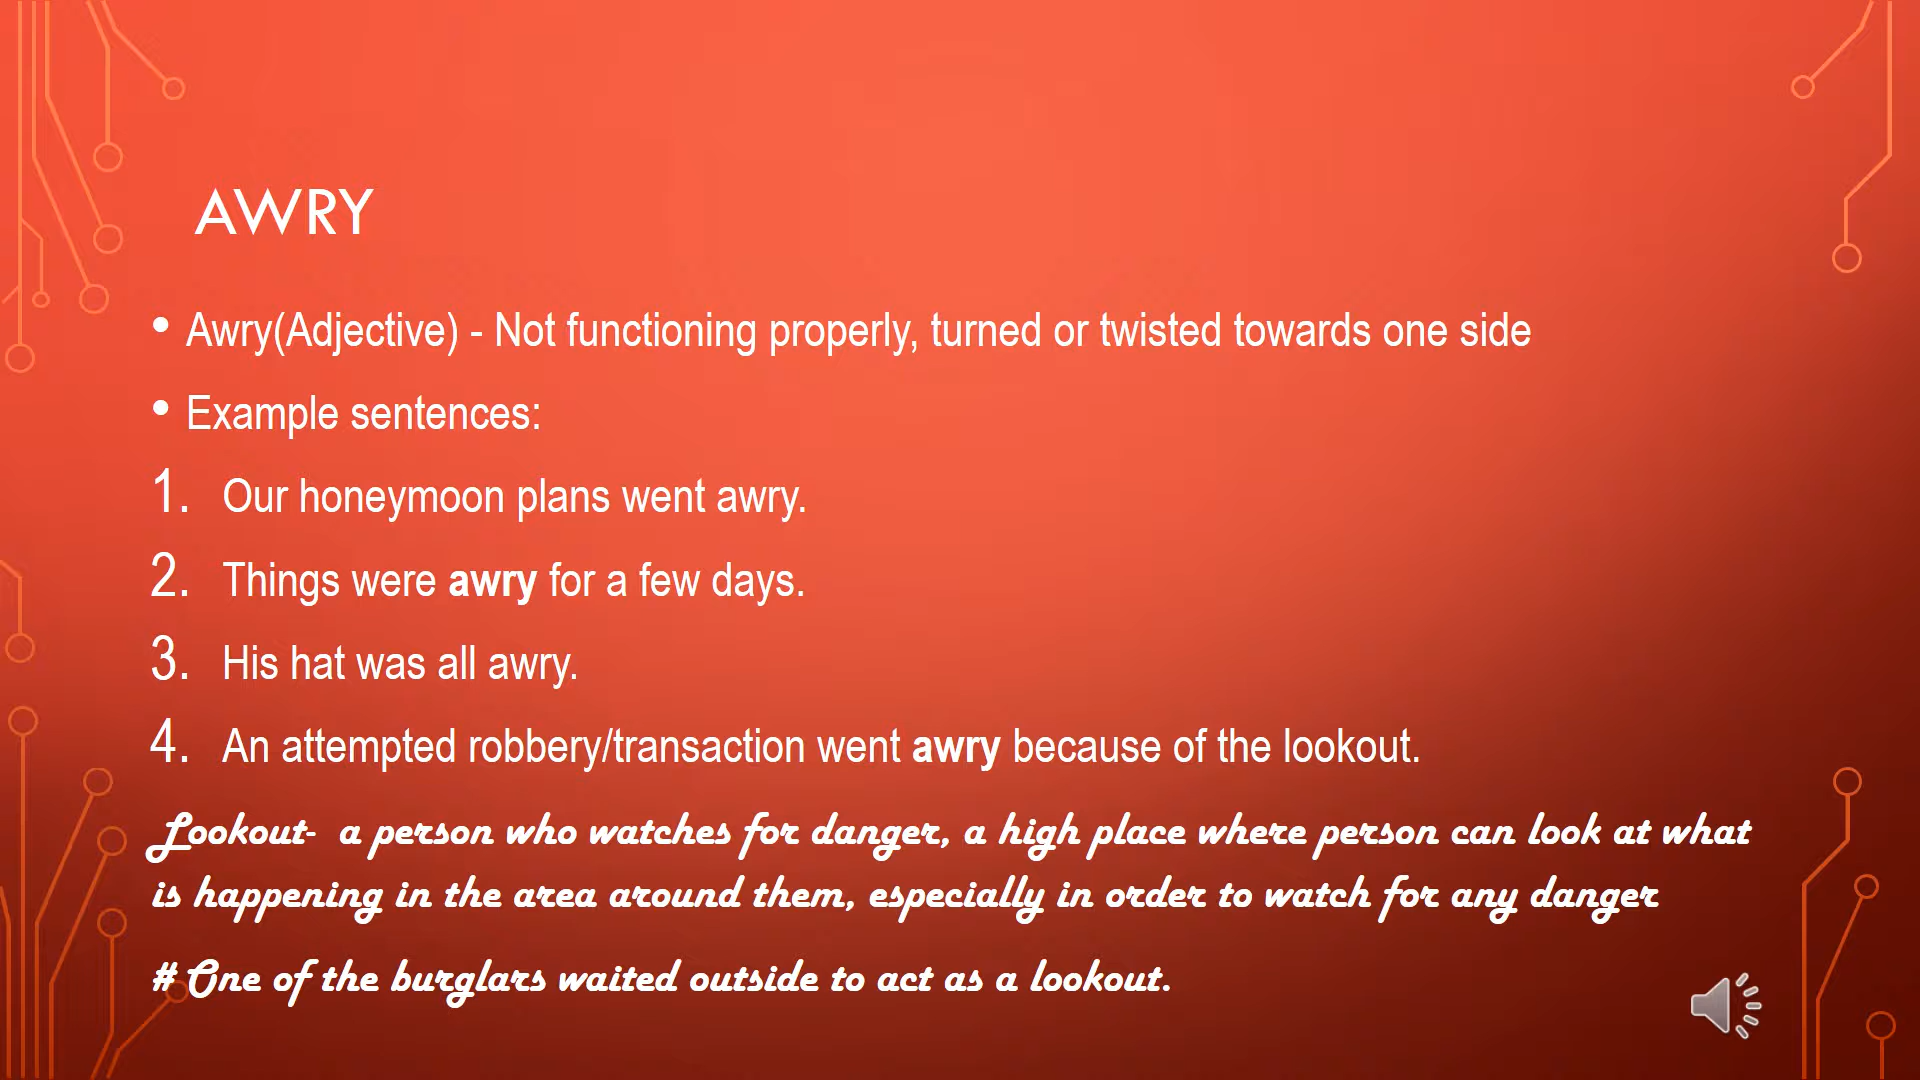 AWRY
• Awry(Adjective) - Not functioning properly, turned or twisted towards one side
• Example sentences:
1. Our honeymoon plans went awry.
2. Things were awry for a few days.
3. His hat was all awry.
4. An attempted robbery/transaction went awry because of the lookout.
Lookout- a person who watches for danger, a high place where person can look at what
is happening in the area around them, especially in order to watch for any danger
# One of the burglars waited outside to act as a lookout.